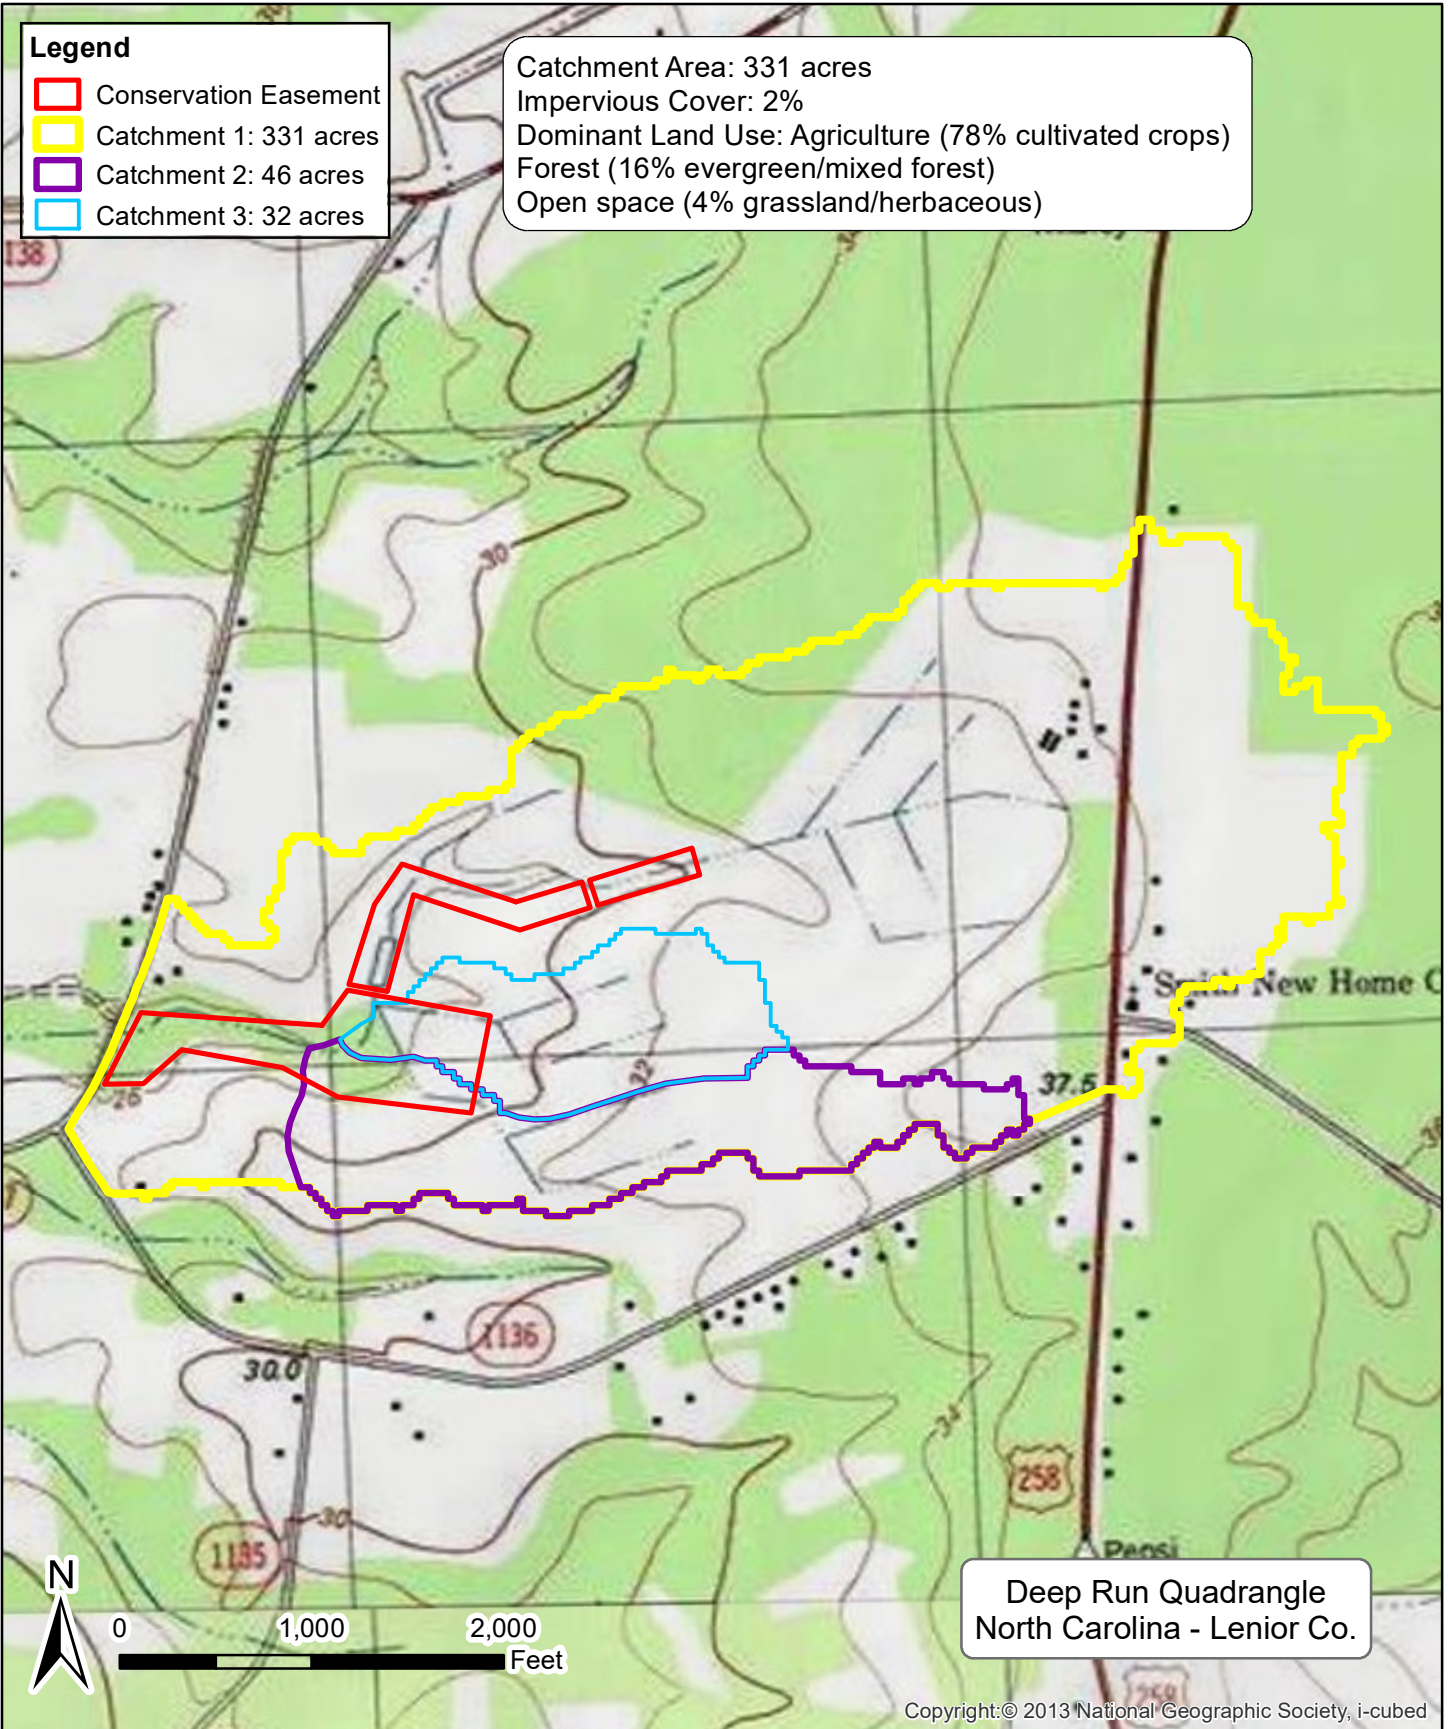 Legend
Conservation Easement
Catchment 1: 331 acres
Catchment 2: 46 acres
Catchment 3: 32 acres
Catchment Area: 331 acres
Impervious Cover: 2%
Dominant Land Use: Agriculture (78% cultivated crops)
Forest (16% evergreen/mixed forest)
Open space (4% grassland/herbaceous)
138
30
Smith New Home C
32
37.5
26
1136
30.0
34
258
30
1135
Pepsi
N
0 1,000 2,000
Feet
Deep Run Quadrangle
North Carolina - Lenior Co.
258
Copyright:© 2013 National Geographic Society, i-cubed